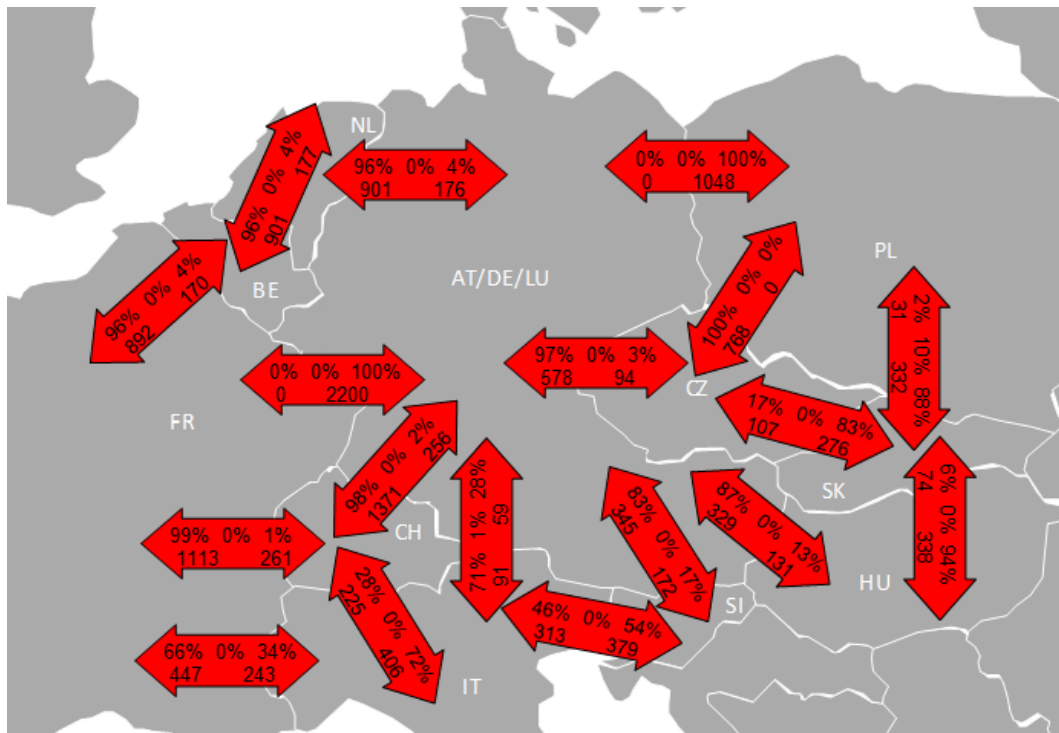 NL
96% 0% 4%
901 177
96% 0% 4%
901 176
0% 0% 100%
0 1048
96% 0% 4%
892 170
BE
AT/DE/LU
PL
100% 0% 0%
768 0
2% 10% 88%
31 332
97% 0% 3%
578 94
CZ
0% 0% 100%
0 2200
FR
17% 0% 83%
107 276
98% 0% 2%
1371 256
71% 1% 28%
91 59
83% 0% 17%
345 172
87% 0% 13%
329 131
SK
6% 0% 94%
74 338
99% 0% 1%
1113 261
CH
HU
28% 0% 72%
225 406
46% 0% 54%
313 379
SI
66% 0% 34%
447 243
IT